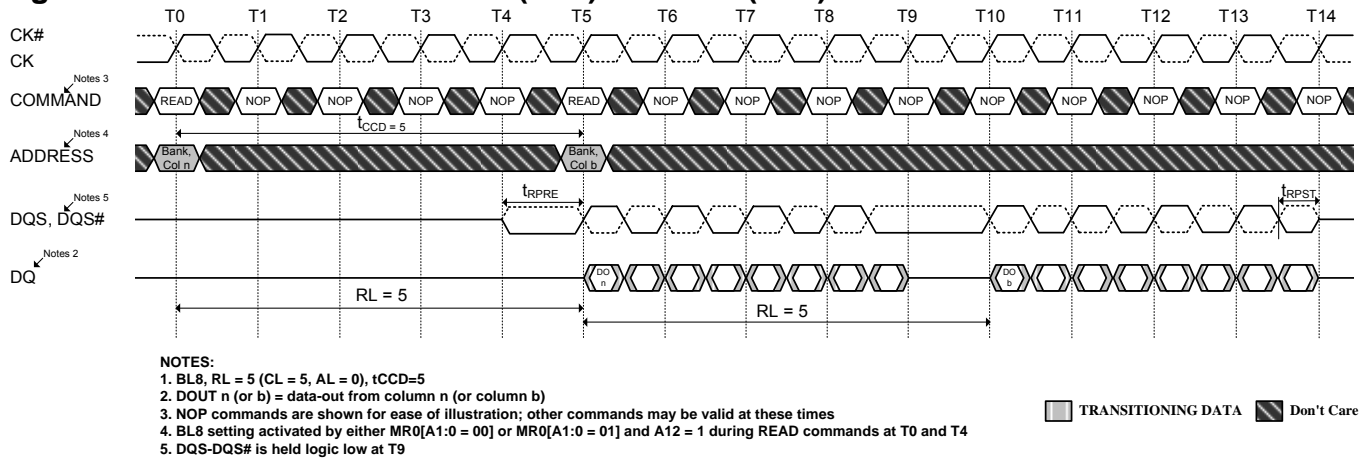 T0 T1 T2 T3 T4 T5 T6 T7 T8 T9 T10 T11 T12 T13 T14
CK#
CK
Notes 3
COMMAND
READ NOP NOP NOP NOP READ NOP NOP NOP NOP NOP NOP NOP NOP NOP
tCCD = 5
Notes 4
ADDRESS
Bank, Col n
Bank, Col b
tRPRE
tRPST
Notes 5
DQS, DQS#
Notes 2
DQ
DO n
DO b
RL = 5
RL = 5
NOTES:
1. BL8, RL = 5 (CL = 5, AL = 0), tCCD=5
2. DOUT n (or b) = data-out from column n (or column b)
3. NOP commands are shown for ease of illustration; other commands may be valid at these times
4. BL8 setting activated by either MR0[A1:0 = 00] or MR0[A1:0 = 01] and A12 = 1 during READ commands at T0 and T4
5. DQS-DQS# is held logic low at T9
TRANSITIONING DATA
Don't Care